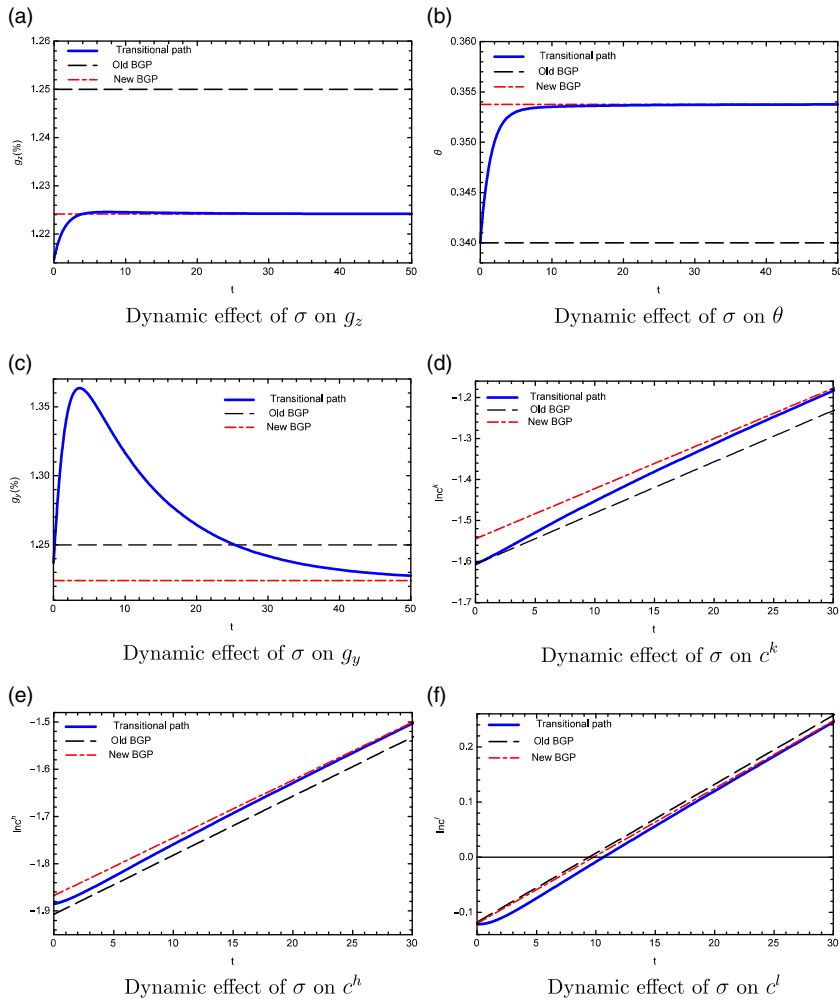 (a)
1.26
1.25
1.24
1.23
1.22
g_z(%)
Transitional path
Old BGP
New BGP
0 10 20 30 40 50
t
Dynamic effect of σ on g_z
(b)
0.360
0.355
0.350
0.345
0.340
θ
Transitional path
Old BGP
New BGP
0 10 20 30 40 50
t
Dynamic effect of σ on θ
(c)
1.35
1.30
1.25
g_y(%)
Transitional path
Old BGP
New BGP
0 10 20 30 40 50
t
Dynamic effect of σ on g_y
(d)
−1.2
−1.3
−1.4
−1.5
−1.6
−1.7
lnc^k
Transitional path
Old BGP
New BGP
0 5 10 15 20 25 30
t
Dynamic effect of σ on c^k
(e)
−1.5
−1.6
−1.7
−1.8
−1.9
lnc^h
Transitional path
Old BGP
New BGP
0 5 10 15 20 25 30
t
Dynamic effect of σ on c^h
(f)
0.2
0.1
0.0
−0.1
lnc^l
Transitional path
Old BGP
New BGP
0 5 10 15 20 25 30
t
Dynamic effect of σ on c^l